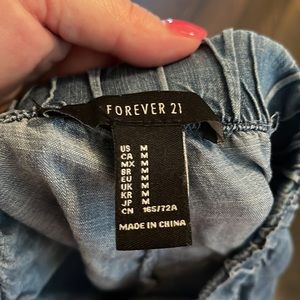 FOREVER 21
US M
CA M
MX M
BR M
EU M
UK M
KR M
JP M
CN 165/72A
MADE IN CHINA